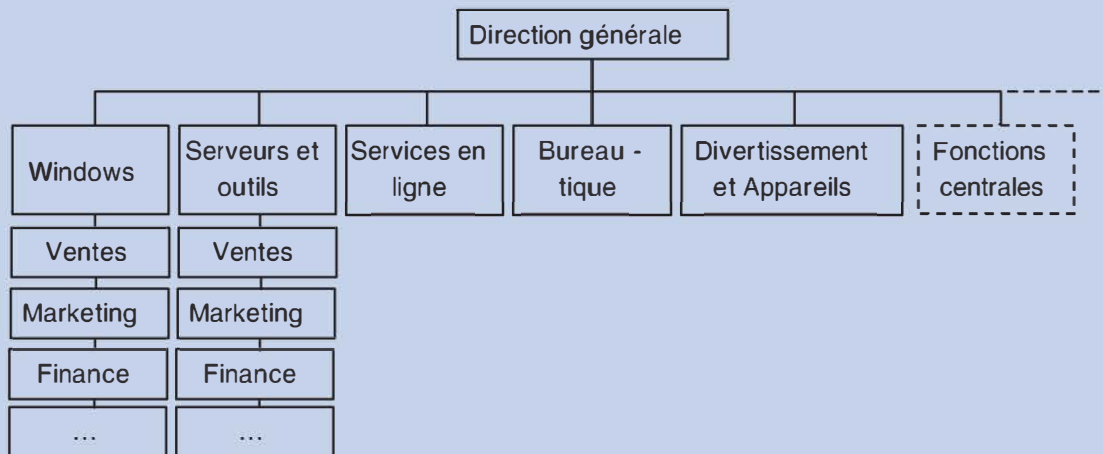 Direction générale
Windows
Serveurs et
outils
Services en
ligne
Bureau -
tique
Divertissement
et Appareils
Fonctions
centrales
Ventes
Ventes
Marketing
Marketing
Finance
Finance
...
...